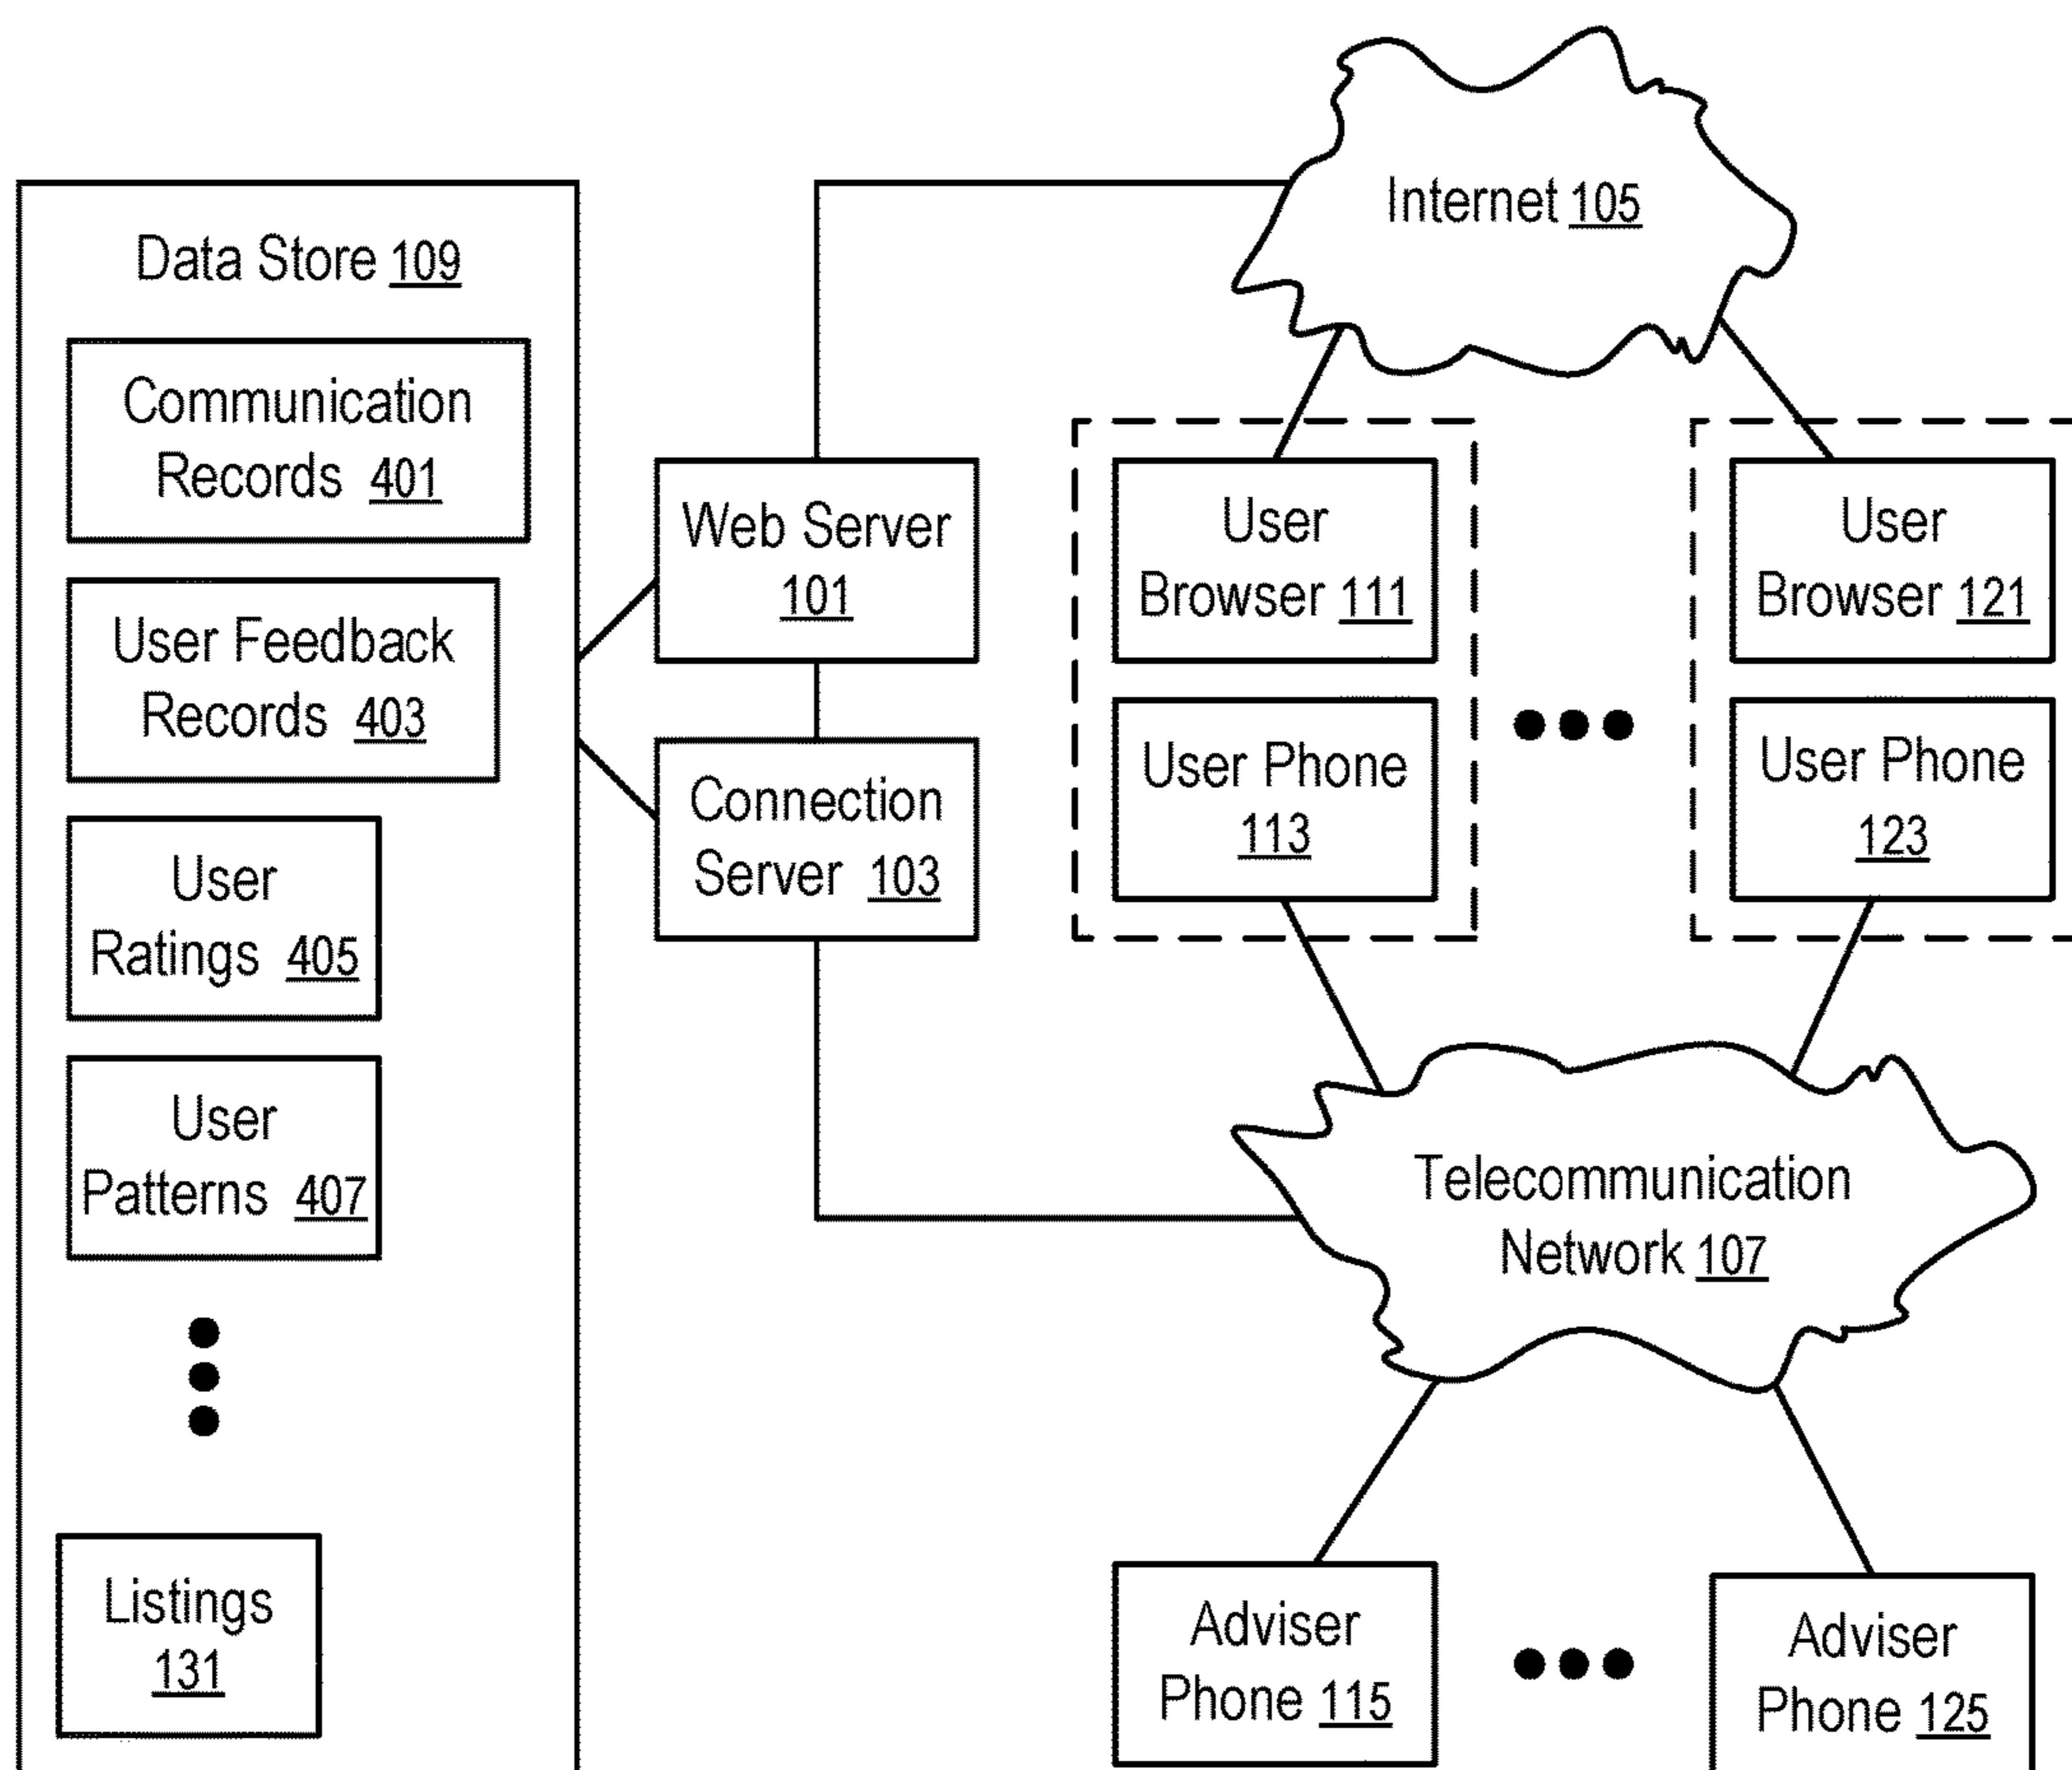 Data Store 109
Communication
Records 401
User Feedback
Records 403
User
Ratings 405
User
Patterns 407
Listings
131
Web Server
101
Connection
Server 103
Internet 105
User
Browser 111
User Phone
113
User
Browser 121
User Phone
123
Telecommunication
Network 107
Adviser
Phone 115
Adviser
Phone 125